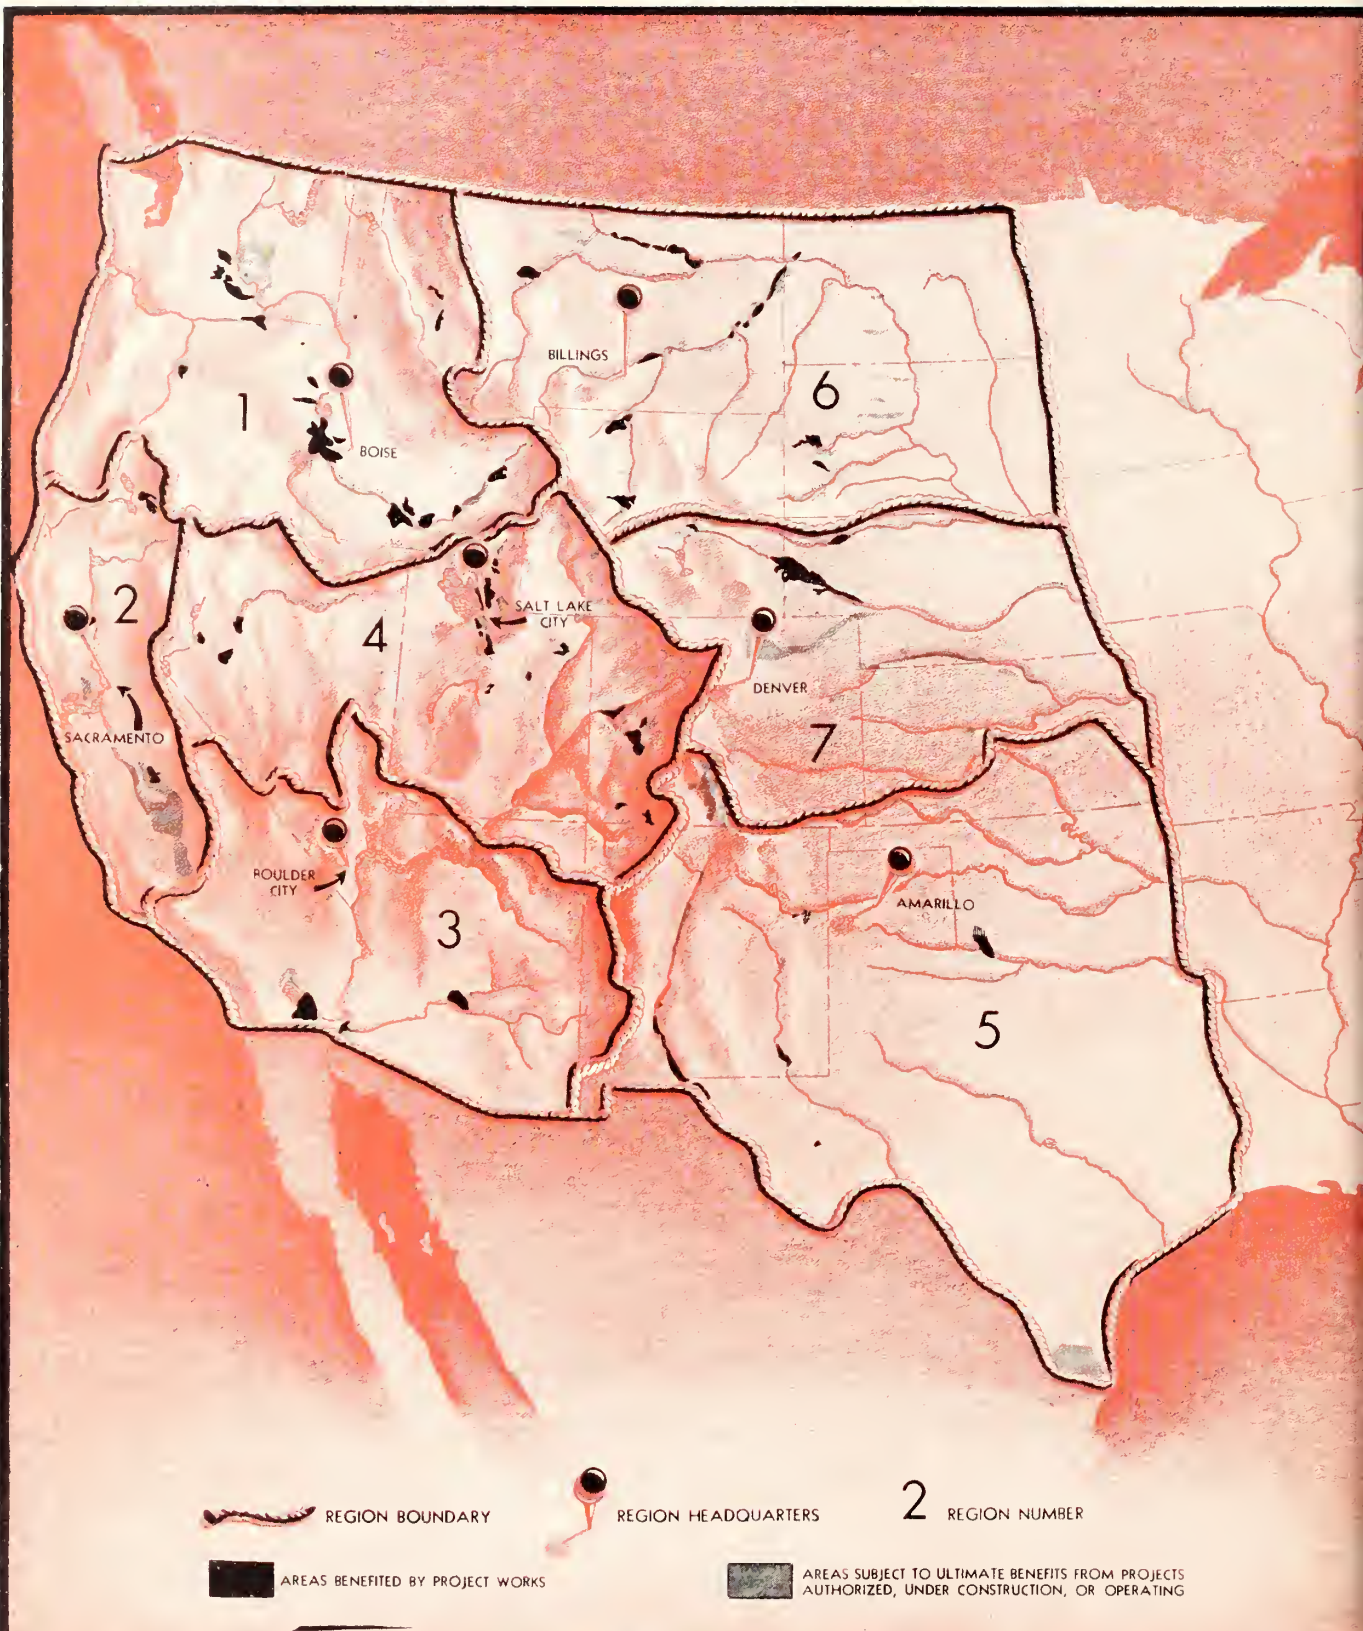 BILLINGS
6
1
BOISE
2
4
SALT LAKE
CITY
DENVER
SACRAMENTO
7
BOULDER
CITY
3
AMARILLO
5
REGION BOUNDARY
REGION HEADQUARTERS
2 REGION NUMBER
AREAS BENEFITED BY PROJECT WORKS
AREAS SUBJECT TO ULTIMATE BENEFITS FROM PROJECTS
AUTHORIZED, UNDER CONSTRUCTION, OR OPERATING